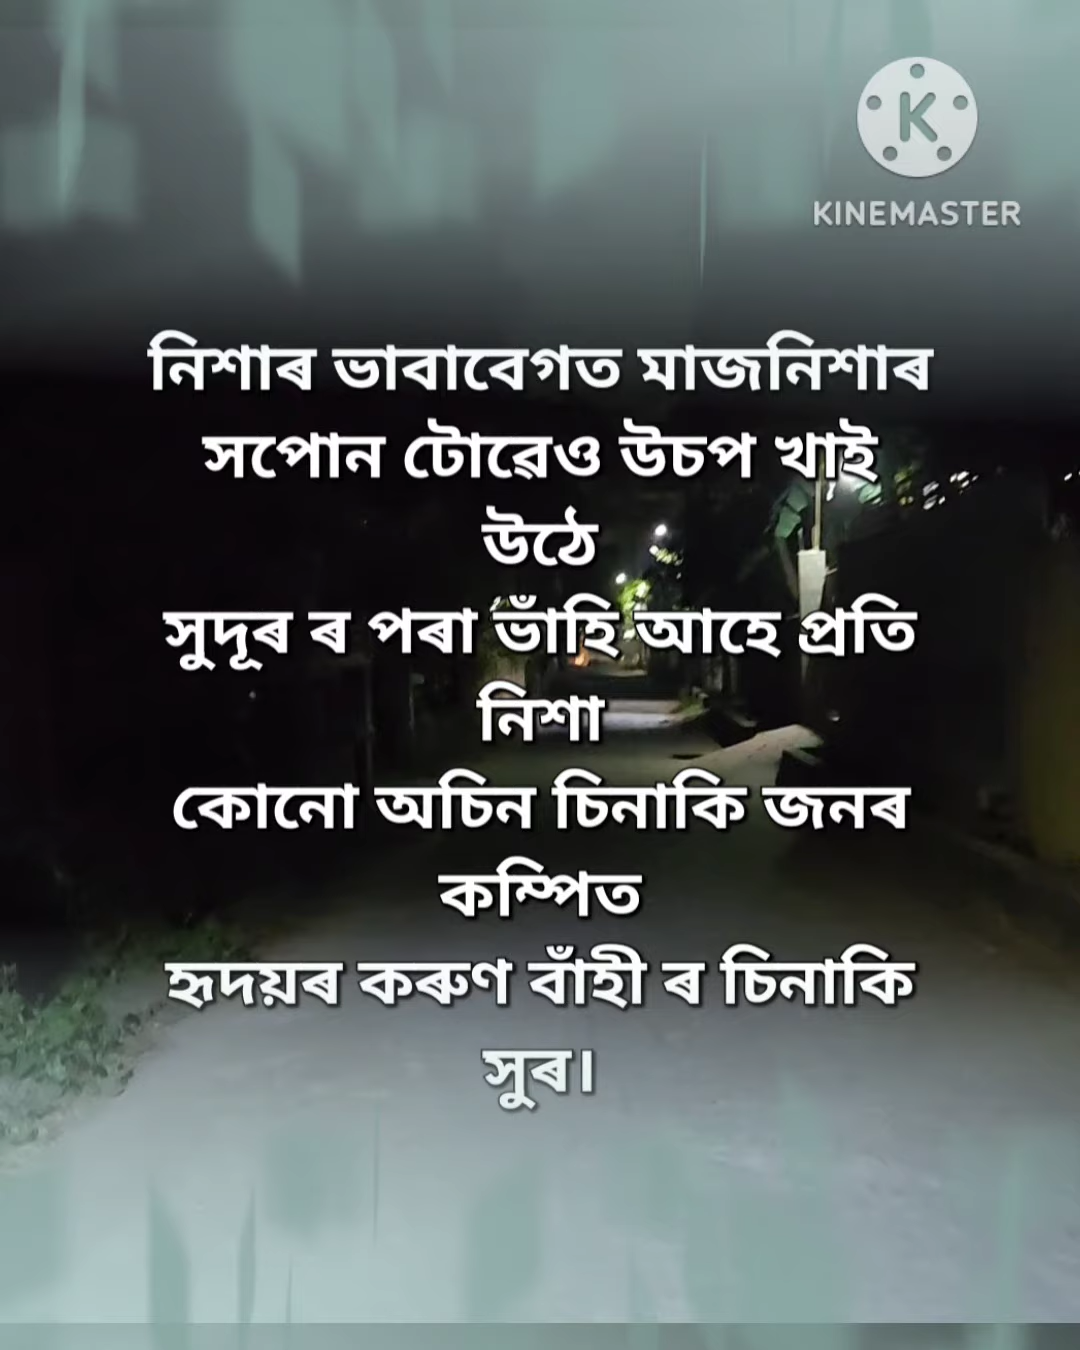 KINEMASTER
নিশাৰ ভাবাবেগত মাজনিশাৰ
সপোন টোৱেও উচপ খাই
উঠে
সুদূৰ ৰ পৰা ভাঁহি আহে প্ৰতি
নিশা
কোনো অচিন চিনাকি জনৰ
কম্পিত
হৃদয়ৰ কৰুণ বাঁহী ৰ চিনাকি
সুৰ।